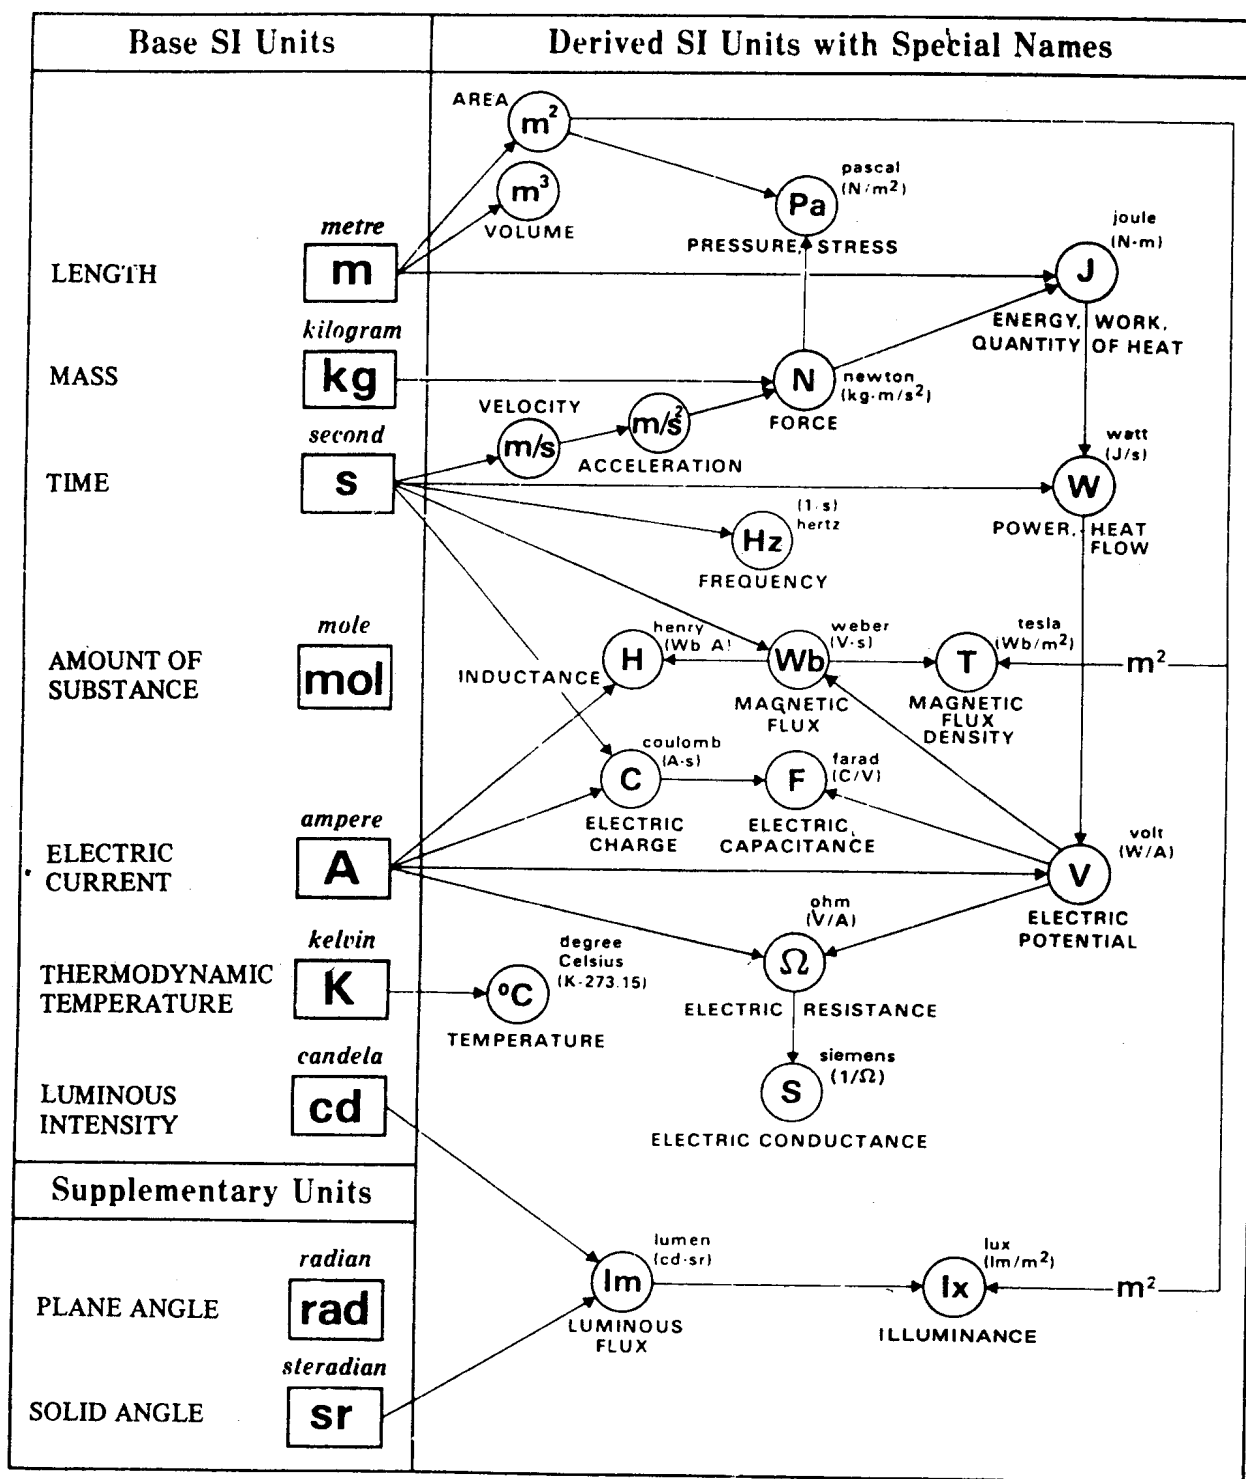 Base SI Units
Derived SI Units with Special Names
AREA
m²
m³
VOLUME
pascal
(N/m²)
Pa
PRESSURE, STRESS
joule
(N·m)
J
ENERGY, WORK,
QUANTITY OF HEAT
metre
LENGTH
m
kilogram
MASS
kg
N
newton
(kg·m/s²)
FORCE
VELOCITY
m/s
m/s²
ACCELERATION
second
TIME
s
watt
(J/s)
W
POWER, HEAT
FLOW
(1·s)
hertz
Hz
FREQUENCY
mole
AMOUNT OF
SUBSTANCE
mol
henry
(Wb A)
H
INDUCTANCE
weber
(V·s)
Wb
MAGNETIC
FLUX
tesla
(Wb/m²)
T
MAGNETIC
FLUX
DENSITY
m²
coulomb
(A·s)
C
ELECTRIC
CHARGE
farad
(C/V)
F
ELECTRIC
CAPACITANCE
ampere
ELECTRIC
CURRENT
A
volt
(W/A)
V
ELECTRIC
POTENTIAL
ohm
(V/A)
Ω
ELECTRIC RESISTANCE
kelvin
THERMODYNAMIC
TEMPERATURE
K
degree
Celsius
(K-273.15)
°C
TEMPERATURE
siemens
(1/Ω)
S
ELECTRIC CONDUCTANCE
candela
LUMINOUS
INTENSITY
cd
Supplementary Units
radian
PLANE ANGLE
rad
lumen
(cd·sr)
lm
LUMINOUS
FLUX
lux
(lm/m²)
lx
ILLUMINANCE
m²
steradian
SOLID ANGLE
sr